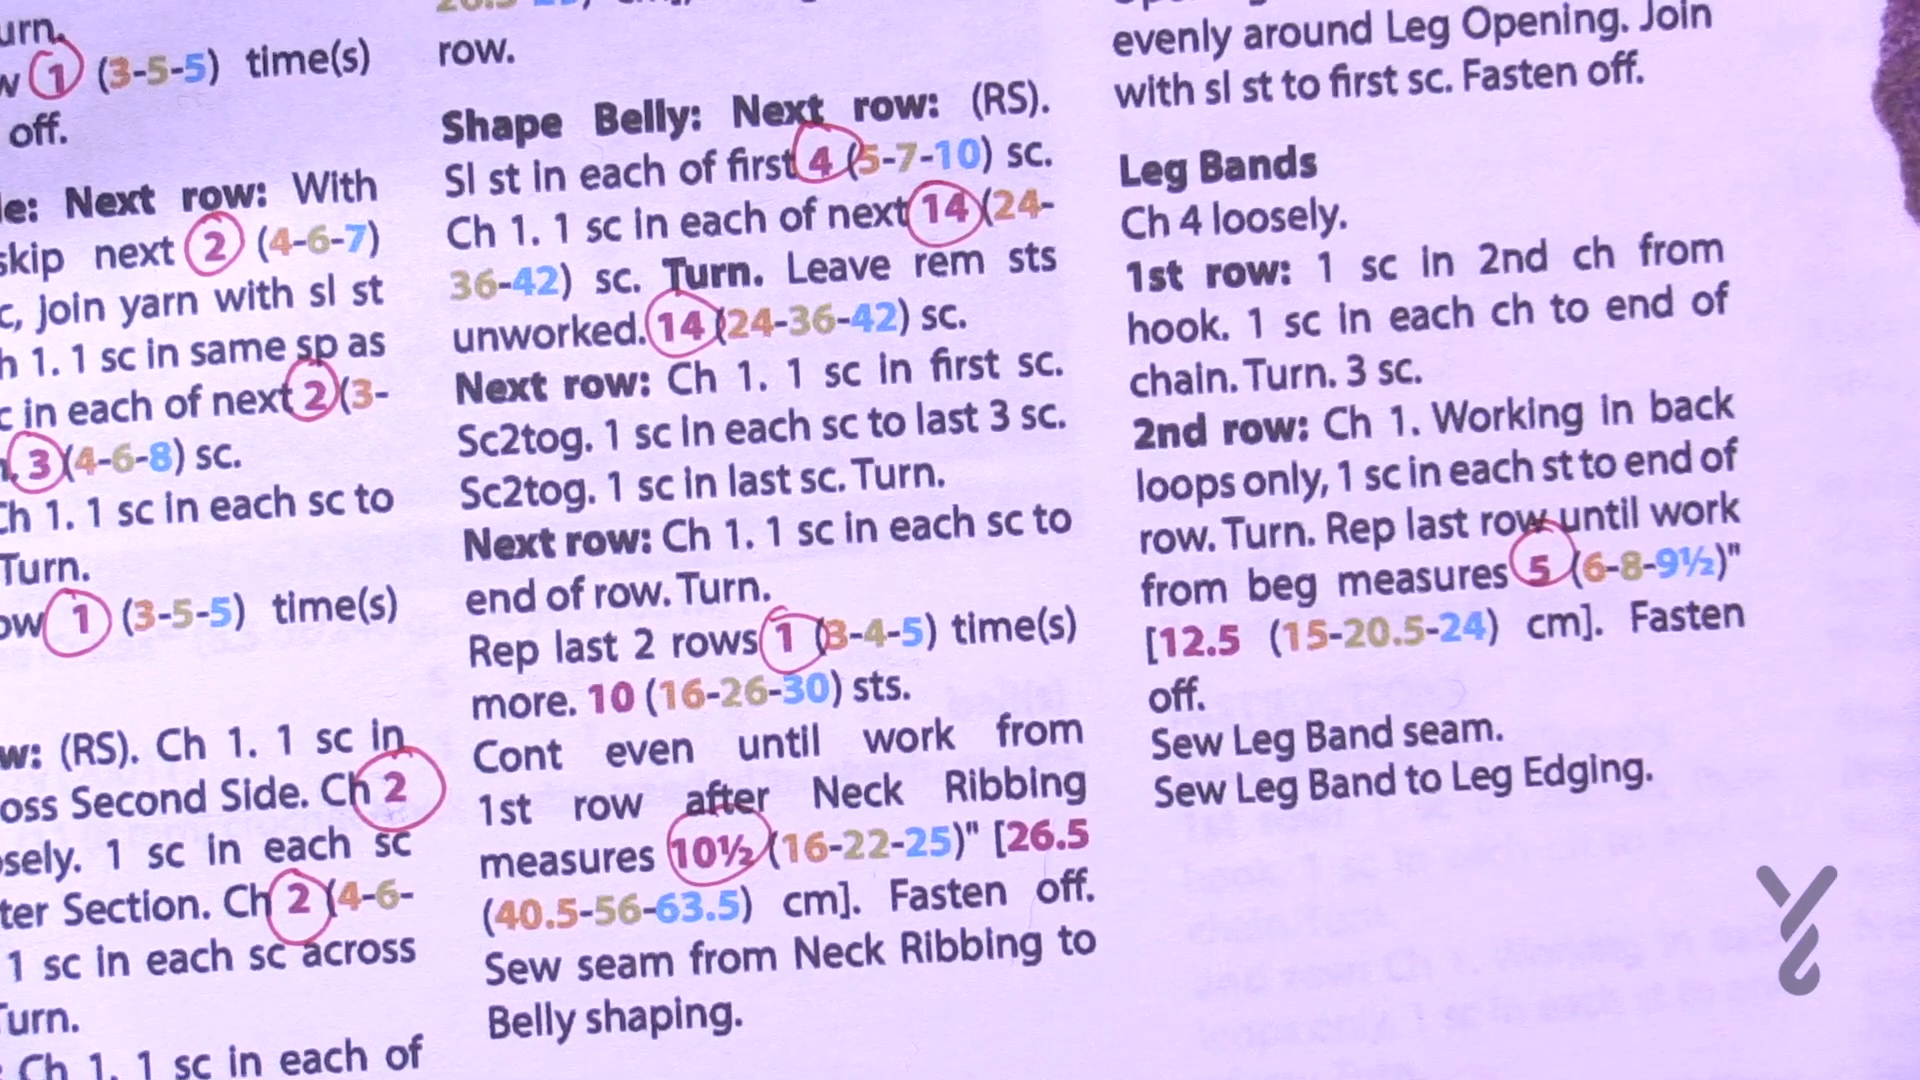 urn.
w 1 (3-5-5) time(s)
off.
le: Next row: With
skip next 2 (4-6-7)
c, join yarn with sl st
h 1. 1 sc in same sp as
c in each of next 2 (3-
3 (4-6-8) sc.
Ch 1. 1 sc in each sc to
Turn.
ow 1 (3-5-5) time(s)
w: (RS). Ch 1. 1 sc in
oss Second Side. Ch 2
osely. 1 sc in each sc
ter Section. Ch 2 (4-6-
1 sc in each sc across
Turn.
Ch 1. 1 sc in each of
row.
Shape Belly: Next row: (RS).
Sl st in each of first 4 (5-7-10) sc.
Ch 1. 1 sc in each of next 14 (24-
36-42) sc. Turn. Leave rem sts
unworked. 14 (24-36-42) sc.
Next row: Ch 1. 1 sc in first sc.
Sc2tog. 1 sc in each sc to last 3 sc.
Sc2tog. 1 sc in last sc. Turn.
Next row: Ch 1. 1 sc in each sc to
end of row. Turn.
Rep last 2 rows 1 (3-4-5) time(s)
more. 10 (16-26-30) sts.
Cont even until work from
1st row after Neck Ribbing
measures 10½ (16-22-25)" [26.5
(40.5-56-63.5) cm]. Fasten off.
Sew seam from Neck Ribbing to
Belly shaping.
evenly around Leg Opening. Join
with sl st to first sc. Fasten off.
Leg Bands
Ch 4 loosely.
1st row: 1 sc in 2nd ch from
hook. 1 sc in each ch to end of
chain. Turn. 3 sc.
2nd row: Ch 1. Working in back
loops only, 1 sc in each st to end of
row. Turn. Rep last row until work
from beg measures 5 (6-8-9½)"
[12.5 (15-20.5-24) cm]. Fasten
off.
Sew Leg Band seam.
Sew Leg Band to Leg Edging.